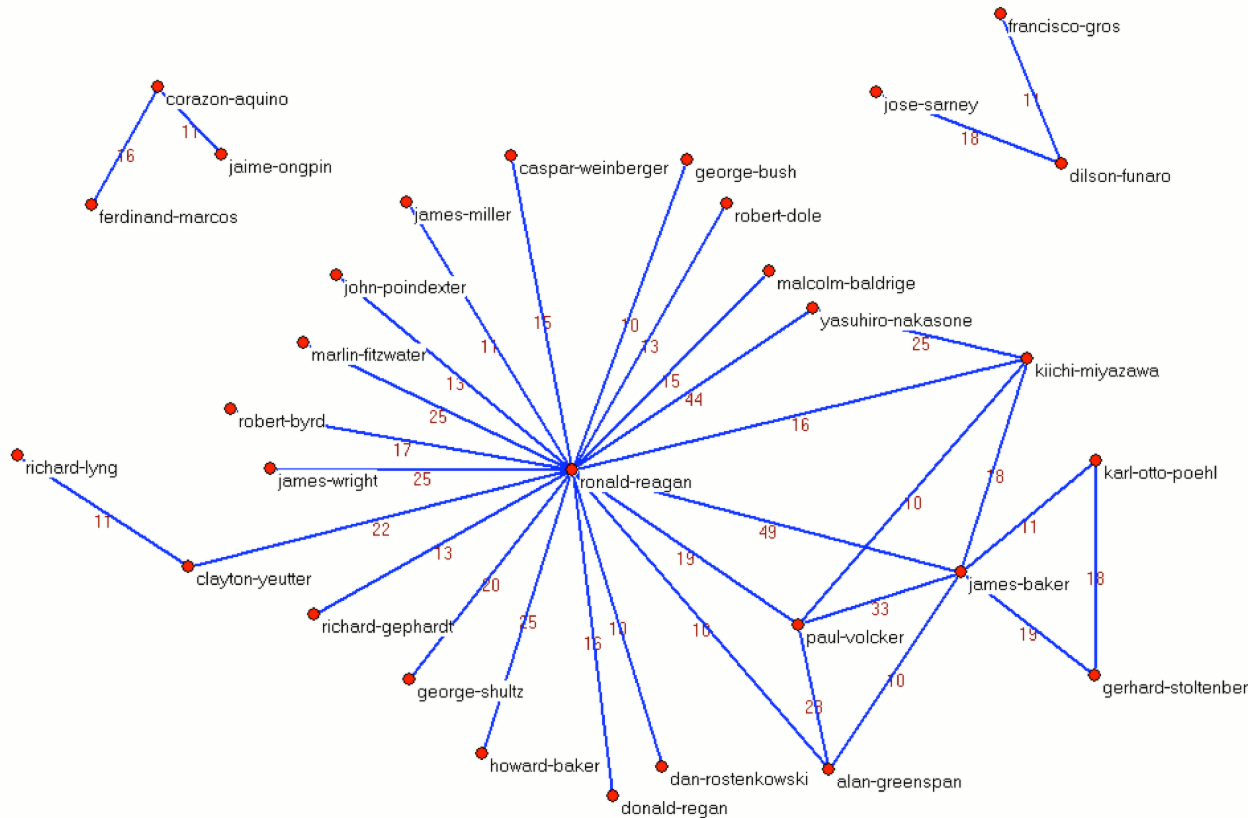 francisco-gros
corazon-aquino
jose-sarney
11
11
18
16
jaime-ongpin
caspar-weinberger
george-bush
dilson-funaro
ferdinand-marcos
james-miller
robert-dole
john-poindexter
malcolm-baldrige
yasuhiro-nakasone
15
10
25
11
13
marlin-fitzwater
kiichi-miyazawa
13
15
44
25
robert-byrd
16
17
richard-lyng
james-wright
25
ronald-reagan
karl-otto-poehl
18
10
11
22
49
11
13
19
clayton-yeutter
18
james-baker
20
33
richard-gephardt
25
10
16
10
paul-volcker
19
10
george-shultz
gerhard-stoltenber
23
howard-baker
dan-rostenkowski
alan-greenspan
donald-regan